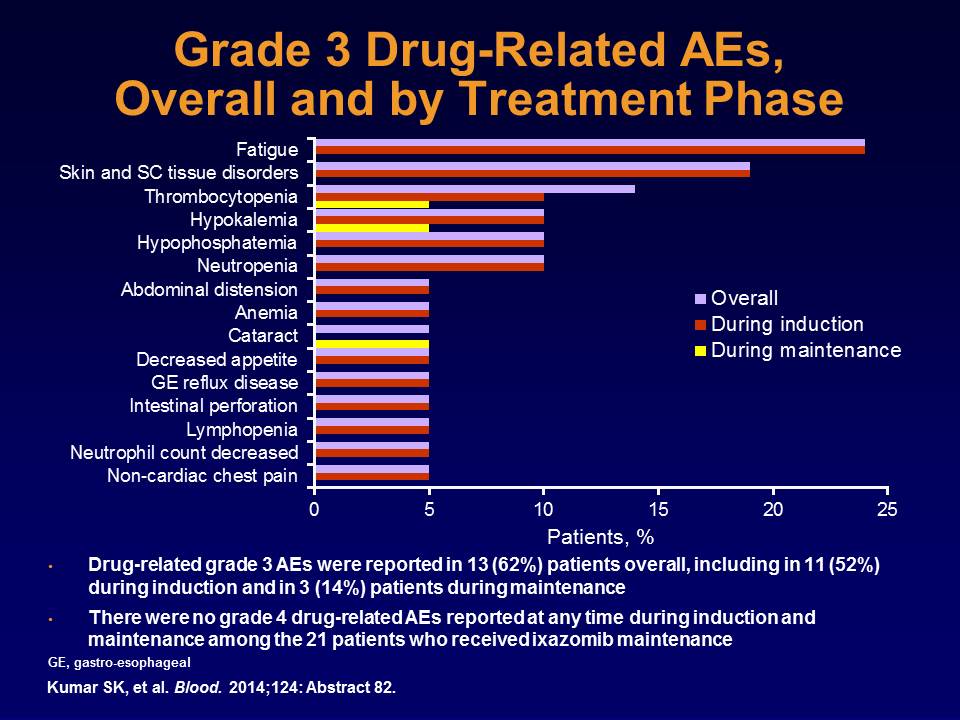 Grade 3 Drug-Related AEs,
Overall and by Treatment Phase
Fatigue
Skin and SC tissue disorders
Thrombocytopenia
Hypokalemia
Hypophosphatemia
Neutropenia
Abdominal distension
Anemia
Cataract
Decreased appetite
GE reflux disease
Intestinal perforation
Lymphopenia
Neutrophil count decreased
Non-cardiac chest pain
Overall
During induction
During maintenance
0 5 10 15 20 25
Patients, %
• Drug-related grade 3 AEs were reported in 13 (62%) patients overall, including in 11 (52%)
during induction and in 3 (14%) patients during maintenance
• There were no grade 4 drug-related AEs reported at any time during induction and
maintenance among the 21 patients who received ixazomib maintenance
GE, gastro-esophageal
Kumar SK, et al. Blood. 2014;124: Abstract 82.